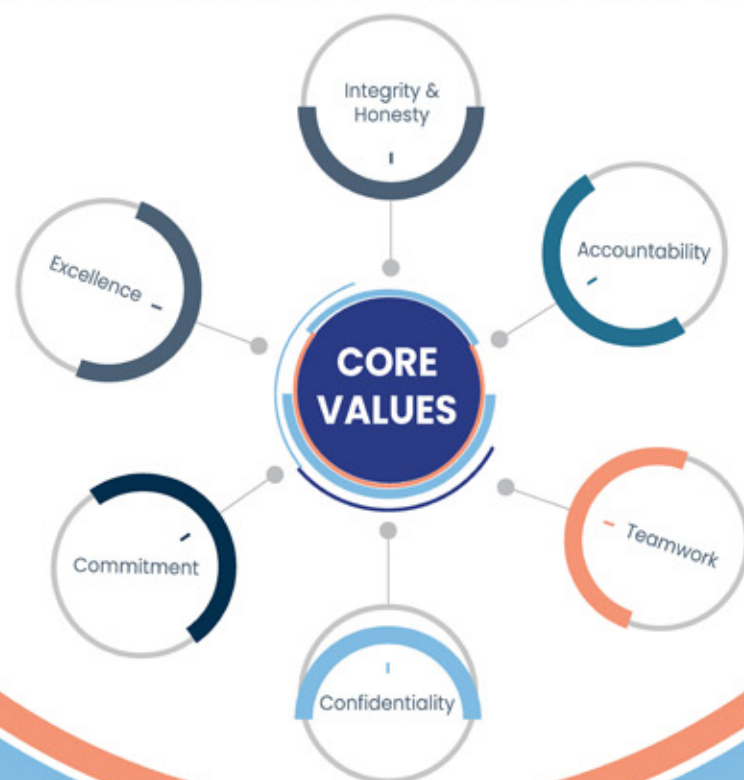 Integrity &
Honesty
Accountability
Excellence
CORE
VALUES
Teamwork
Commitment
Confidentiality